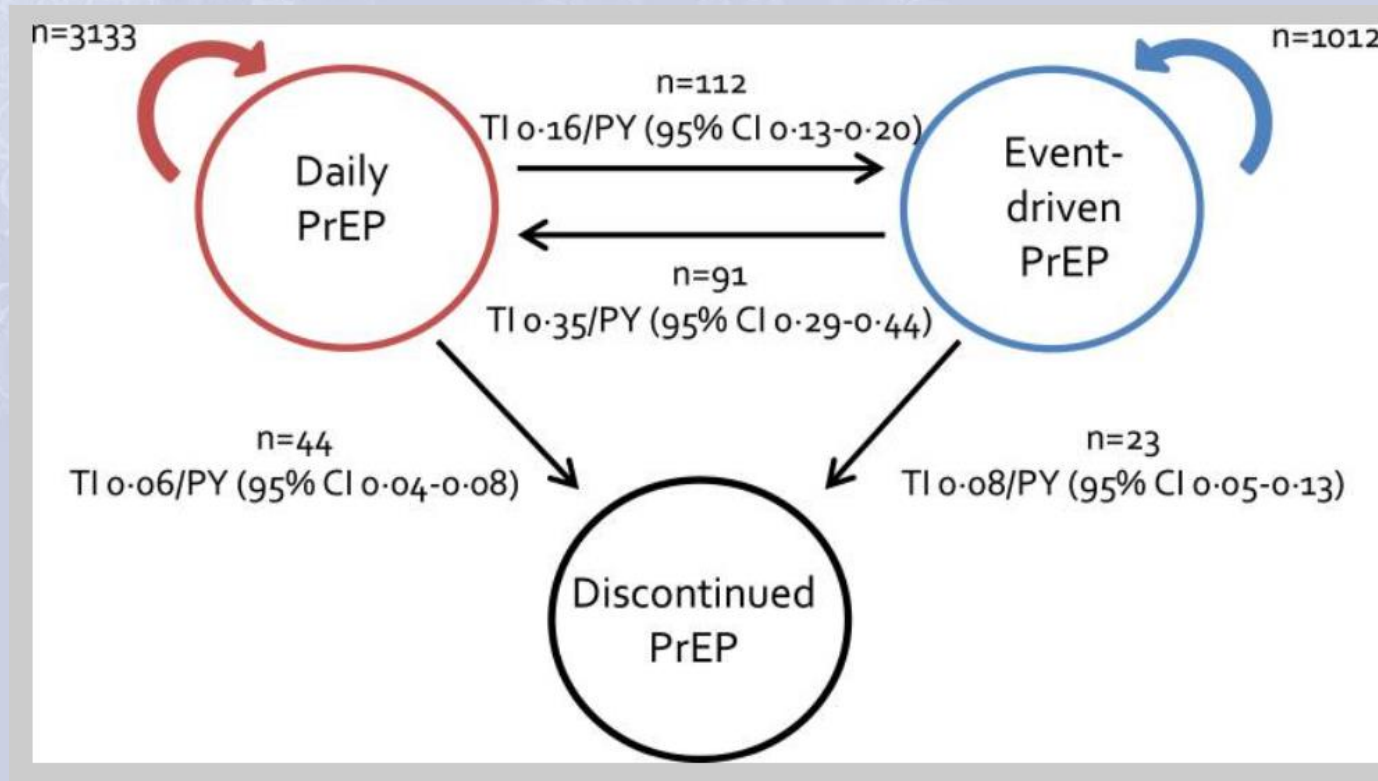 n=3133
n=1012
n=112
TI 0·16/PY (95% CI 0·13-0·20)
Daily
PrEP
Event-
driven
PrEP
n=91
TI 0·35/PY (95% CI 0·29-0·44)
n=44
TI 0·06/PY (95% CI 0·04-0·08)
n=23
TI 0·08/PY (95% CI 0·05-0·13)
Discontinued
PrEP